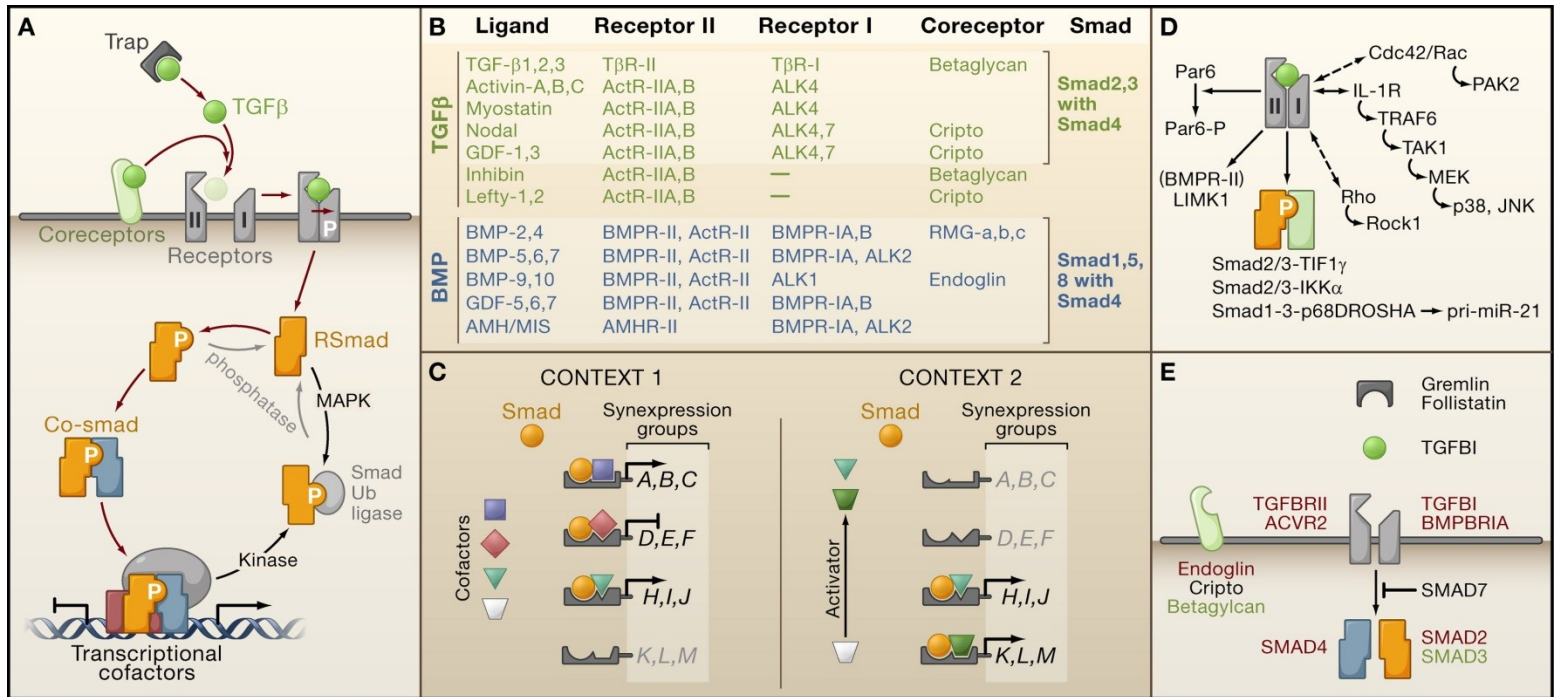 A
Trap
TGFβ
II
I
P
Coreceptors
Receptors
P
RSmad
phosphatase
MAPK
Co-smad
P
P
Smad
Ub
ligase
Kinase
P
Transcriptional
cofactors
B
Ligand Receptor II Receptor I Coreceptor Smad
TGFβ
TGF-β1,2,3 TβR-II TβR-I Betaglycan
Activin-A,B,C ActR-IIA,B ALK4
Myostatin ActR-IIA,B ALK4
Nodal ActR-IIA,B ALK4,7 Cripto
GDF-1,3 ActR-IIA,B ALK4,7 Cripto
Inhibin ActR-IIA,B — Betaglycan
Lefty-1,2 ActR-IIA,B — Cripto
Smad2,3
with
Smad4
BMP
BMP-2,4 BMPR-II, ActR-II BMPR-IA,B RMG-a,b,c
BMP-5,6,7 BMPR-II, ActR-II BMPR-IA, ALK2
BMP-9,10 BMPR-II, ActR-II ALK1 Endoglin
GDF-5,6,7 BMPR-II, ActR-II BMPR-IA,B
AMH/MIS AMHR-II BMPR-IA, ALK2
Smad1,5,
8 with
Smad4
C
CONTEXT 1
Smad
Synexpression
groups
Cofactors
A,B,C
D,E,F
H,I,J
K,L,M
CONTEXT 2
Smad
Synexpression
groups
Activator
A,B,C
D,E,F
H,I,J
K,L,M
D
Par6
Par6-P
II
I
Cdc42/Rac
PAK2
IL-1R
TRAF6
TAK1
MEK
p38, JNK
(BMPR-II)
LIMK1
P
Rho
Rock1
Smad2/3-TIF1γ
Smad2/3-IKKα
Smad1-3-p68DROSHA → pri-miR-21
E
Gremlin
Follistatin
TGFBI
TGFBRII
ACVR2
TGFBI
BMPBRIA
Endoglin
Cripto
Betagylcan
SMAD7
SMAD4
SMAD2
SMAD3